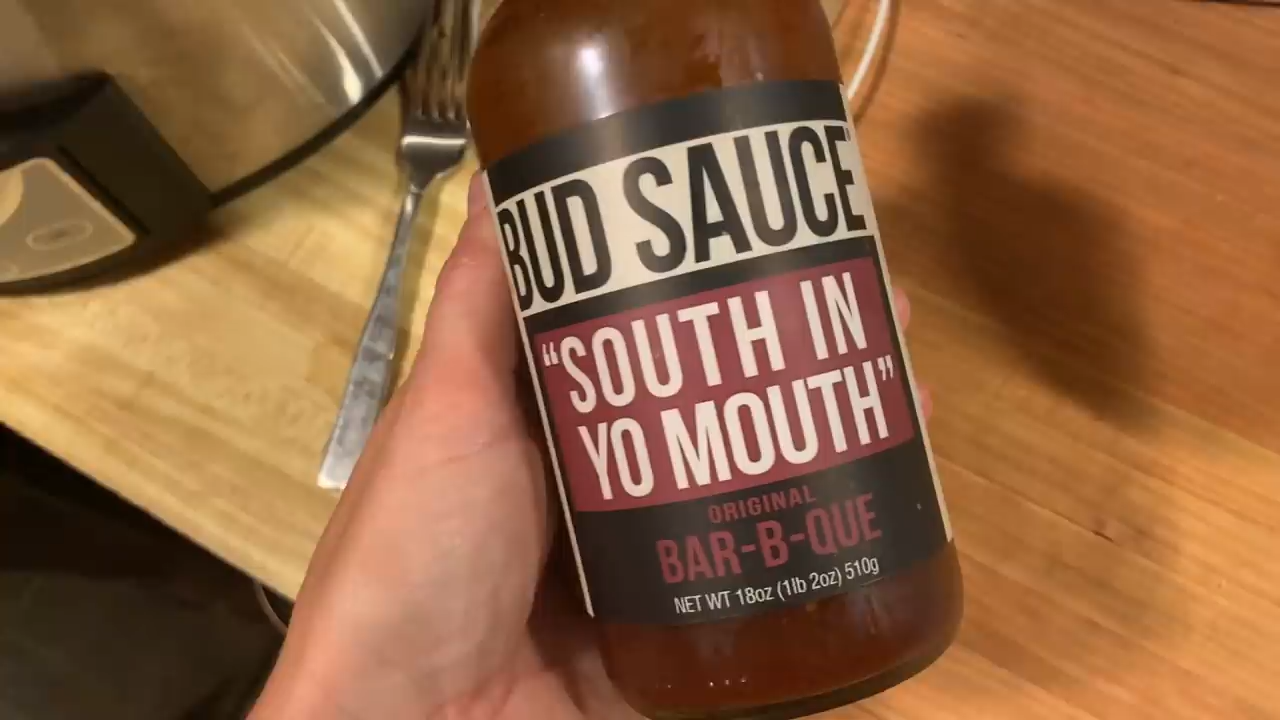 BUD SAUCE
"SOUTH IN
YO MOUTH"
ORIGINAL
BAR-B-QUE
NET WT 18oz (1lb 2oz) 510g